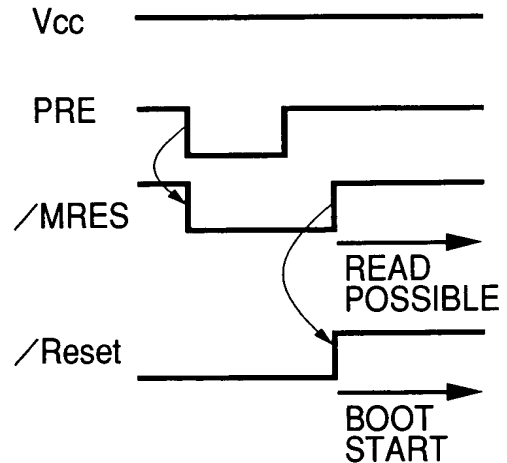 Vcc
PRE
/MRES
READ
POSSIBLE
/Reset
BOOT
START